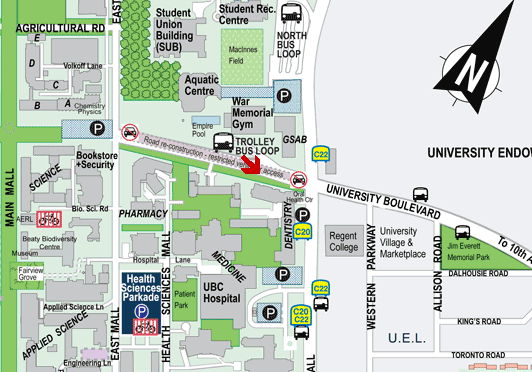 EAST
AGRICULTURAL RD
Student
Union
Building
(SUB)
Student Rec.
Centre
NORTH
BUS
LOOP
MacInnes
Field
Volkoff Lane
E
D
C
B
A
Chemistry
Physics
Aquatic
Centre
War
Memorial
Gym
Empire
Pool
P
P
N
TROLLEY
BUS LOOP
GSAB
Road re-construction - restricted vehicle access
C22
UNIVERSITY ENDOW
Bookstore
+Security
MAIN MALL
SCIENCE
Bio. Sci. Rd
AERL
Beaty Biodiversity
Centre
Museum
Fairview
Grove
PHARMACY
Oral
Health Ctr
DENTISTRY
P
C20
UNIVERSITY BOULEVARD
To 10th A
Regent
College
WESTERN PARKWAY
University
Village &
Marketplace
ALLISON ROAD
Jim Everett
Memorial Park
DALHOUSIE ROAD
Hospital Lane
HEALTH SCIENCES MALL
MEDICINE
P
Health
Sciences
Parkade
P
Patient
Park
UBC
Hospital
P
C22
C20
C22
Applied Science Ln
APPLIED SCIENCE
EAST MALL
Engineering Ln
ALL
KING'S ROAD
U.E.L.
TORONTO ROAD